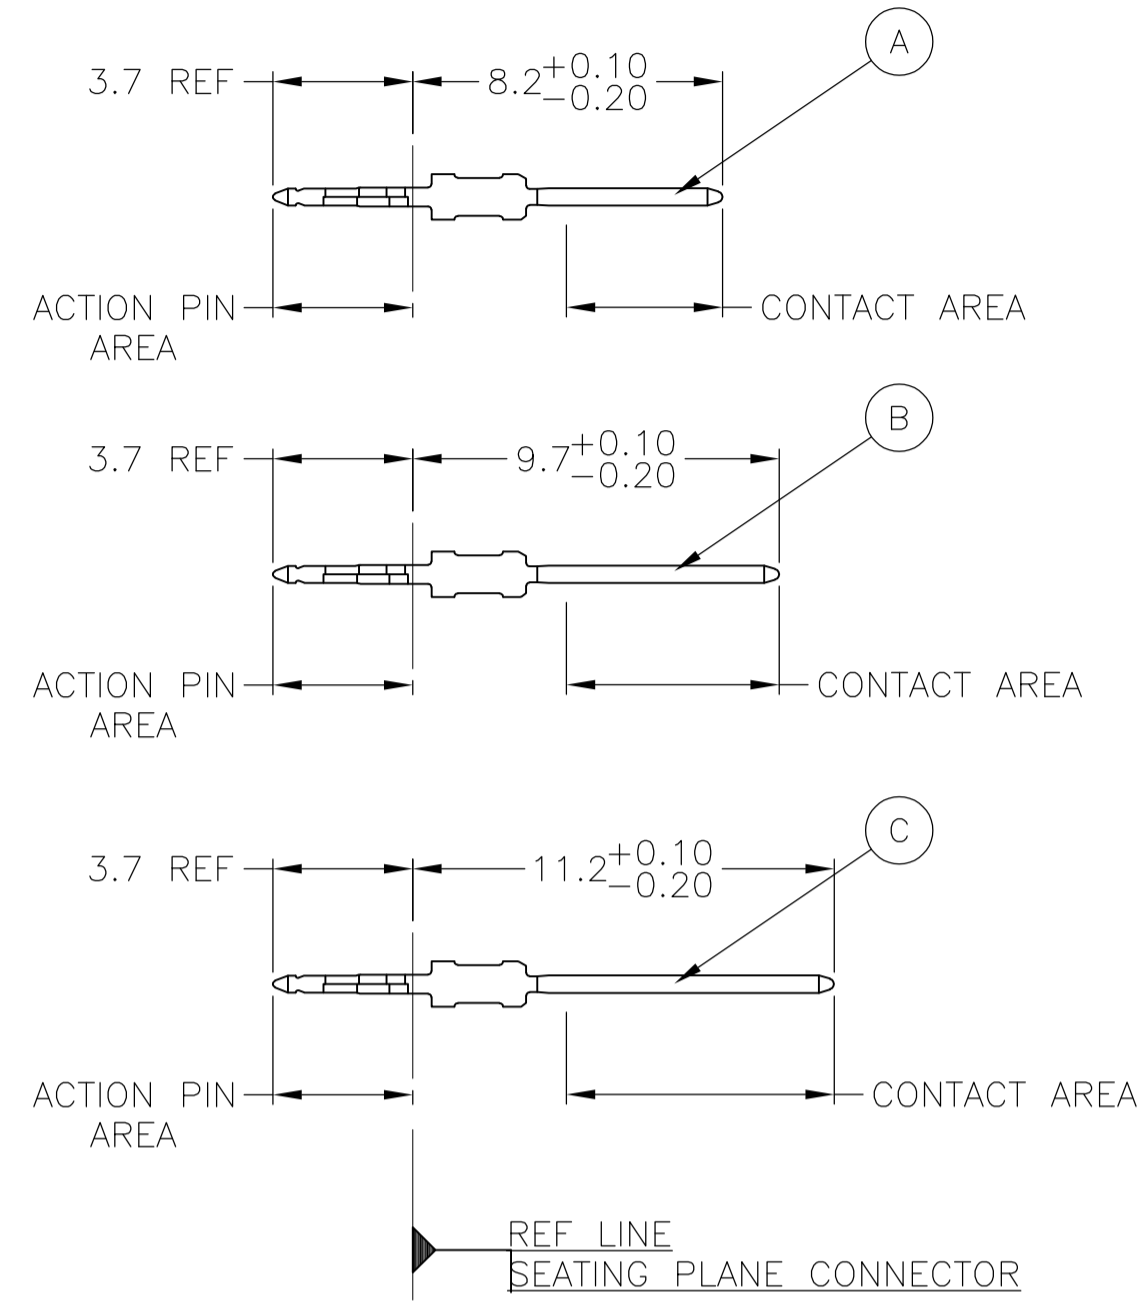 A
3.7 REF
8.2 +0.10 -0.20
ACTION PIN AREA
CONTACT AREA
B
3.7 REF
9.7 +0.10 -0.20
ACTION PIN AREA
CONTACT AREA
C
3.7 REF
11.2 +0.10 -0.20
ACTION PIN AREA
CONTACT AREA
REF LINE
SEATING PLANE CONNECTOR